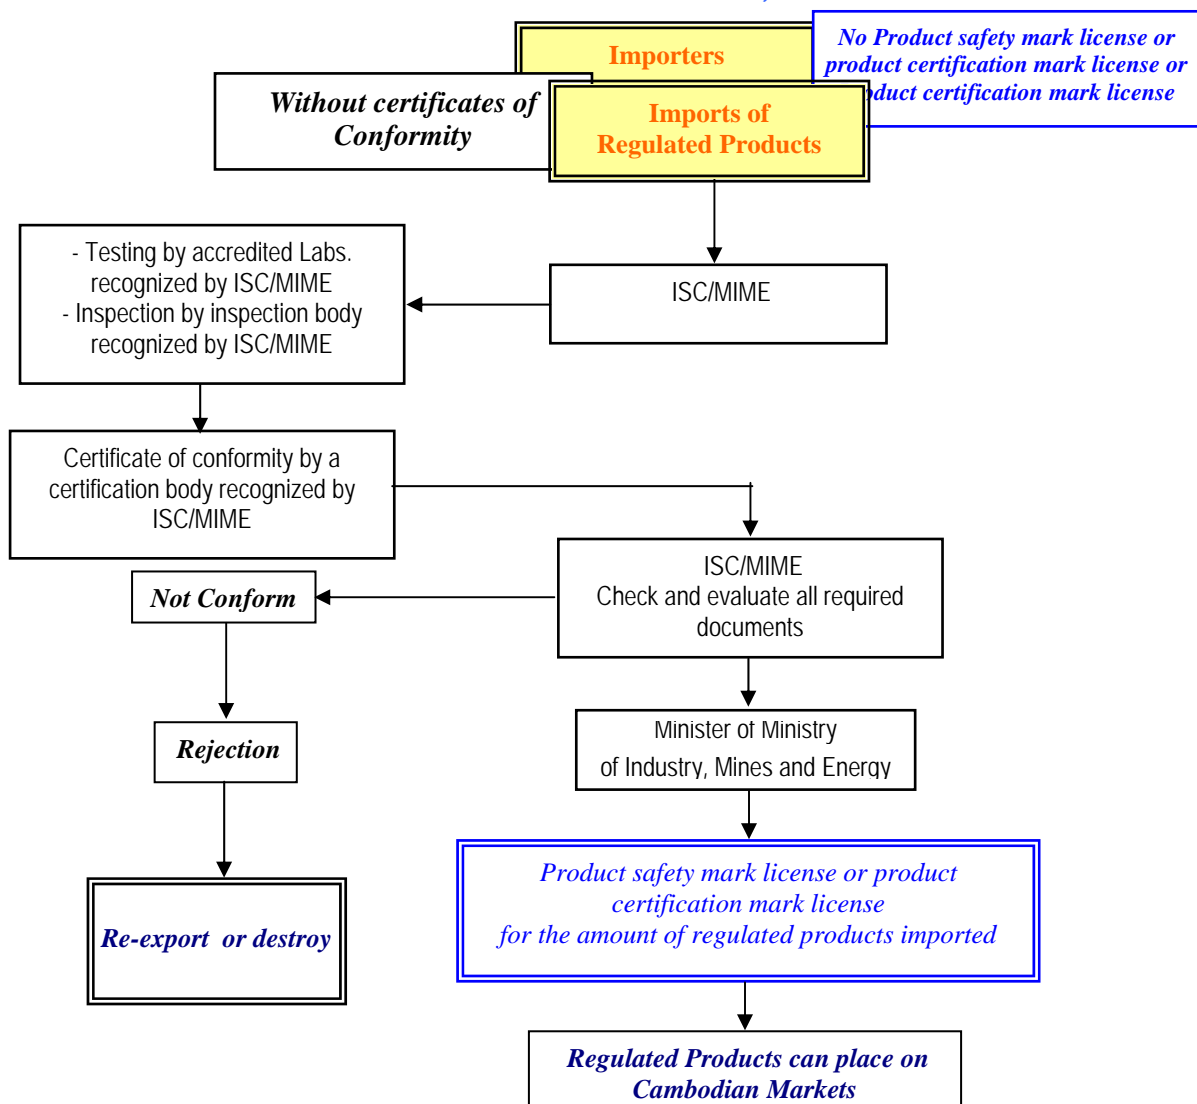 Importers
No Product safety mark license or
product certification mark license or
duct certification mark license
Without certificates of
Conformity
Imports of
Regulated Products
- Testing by accredited Labs.
recognized by ISC/MIME
- Inspection by inspection body
recognized by ISC/MIME
ISC/MIME
Certificate of conformity by a
certification body recognized by
ISC/MIME
ISC/MIME
Check and evaluate all required
documents
Not Conform
Rejection
Minister of Ministry
of Industry, Mines and Energy
Re-export or destroy
Product safety mark license or product
certification mark license
for the amount of regulated products imported
Regulated Products can place on
Cambodian Markets